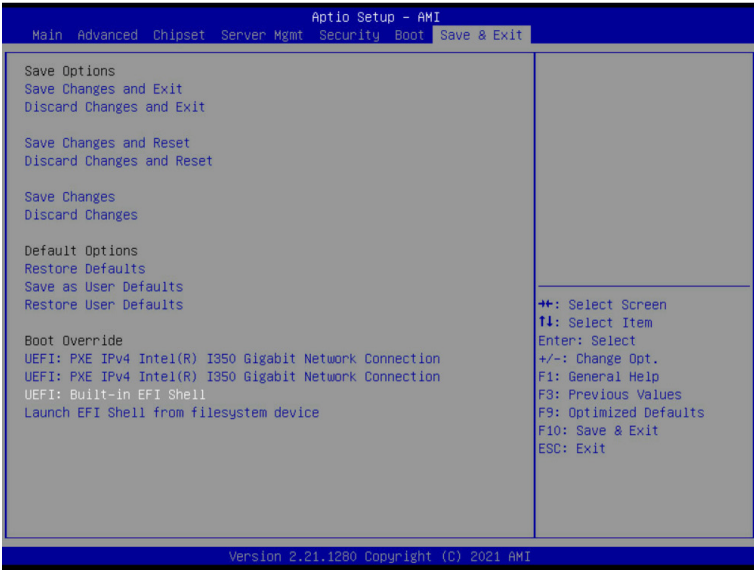 Aptio Setup - AMI
Main Advanced Chipset Server Mgmt Security Boot Save & Exit
Save Options
Save Changes and Exit
Discard Changes and Exit
Save Changes and Reset
Discard Changes and Reset
Save Changes
Discard Changes
Default Options
Restore Defaults
Save as User Defaults
Restore User Defaults
Boot Override
UEFI: PXE IPv4 Intel(R) I350 Gigabit Network Connection
UEFI: PXE IPv4 Intel(R) I350 Gigabit Network Connection
UEFI: Built-in EFI Shell
Launch EFI Shell from filesystem device
→←: Select Screen
↑↓: Select Item
Enter: Select
+/-: Change Opt.
F1: General Help
F3: Previous Values
F9: Optimized Defaults
F10: Save & Exit
ESC: Exit
Version 2.21.1280 Copyright (C) 2021 AMI